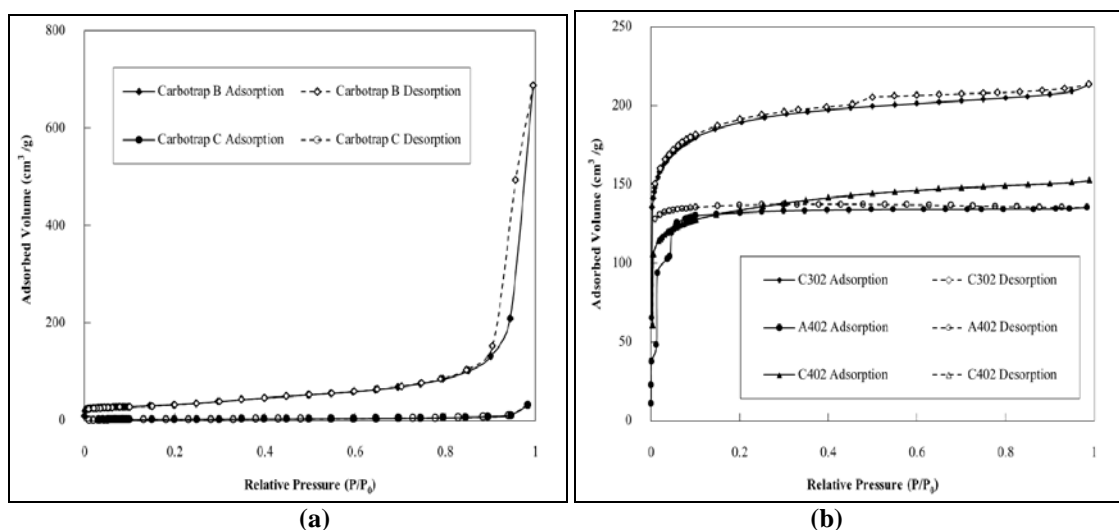 800
600
400
200
0
Adsorbed Volume (cm³/g)
Carbotrap B Adsorption
Carbotrap B Desorption
Carbotrap C Adsorption
Carbotrap C Desorption
0 0.2 0.4 0.6 0.8 1
Relative Pressure (P/P₀)
(a)
250
200
150
100
50
0
Adsorbed Volume (cm³/g)
C302 Adsorption
C302 Desorption
A402 Adsorption
A402 Desorption
C402 Adsorption
C402 Desorption
0 0.2 0.4 0.6 0.8 1
Relative Pressure (P/P₀)
(b)